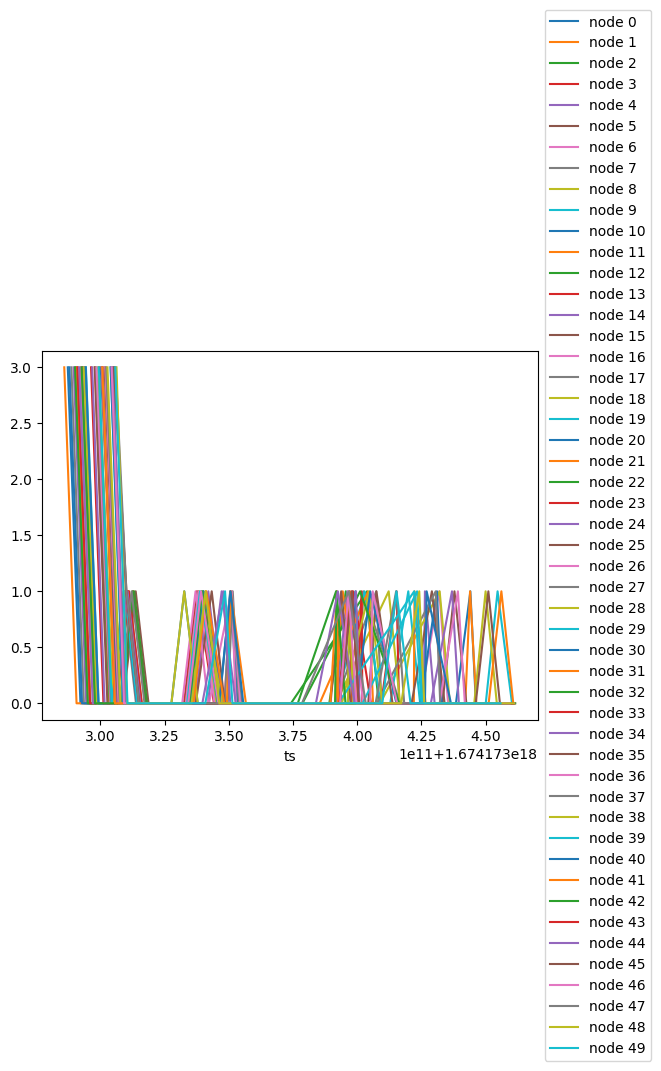 3.0
2.5
2.0
1.5
1.0
0.5
0.0
3.00 3.25 3.50 3.75 4.00 4.25 4.50
1e11+1.674173e18
ts
node 0
node 1
node 2
node 3
node 4
node 5
node 6
node 7
node 8
node 9
node 10
node 11
node 12
node 13
node 14
node 15
node 16
node 17
node 18
node 19
node 20
node 21
node 22
node 23
node 24
node 25
node 26
node 27
node 28
node 29
node 30
node 31
node 32
node 33
node 34
node 35
node 36
node 37
node 38
node 39
node 40
node 41
node 42
node 43
node 44
node 45
node 46
node 47
node 48
node 49